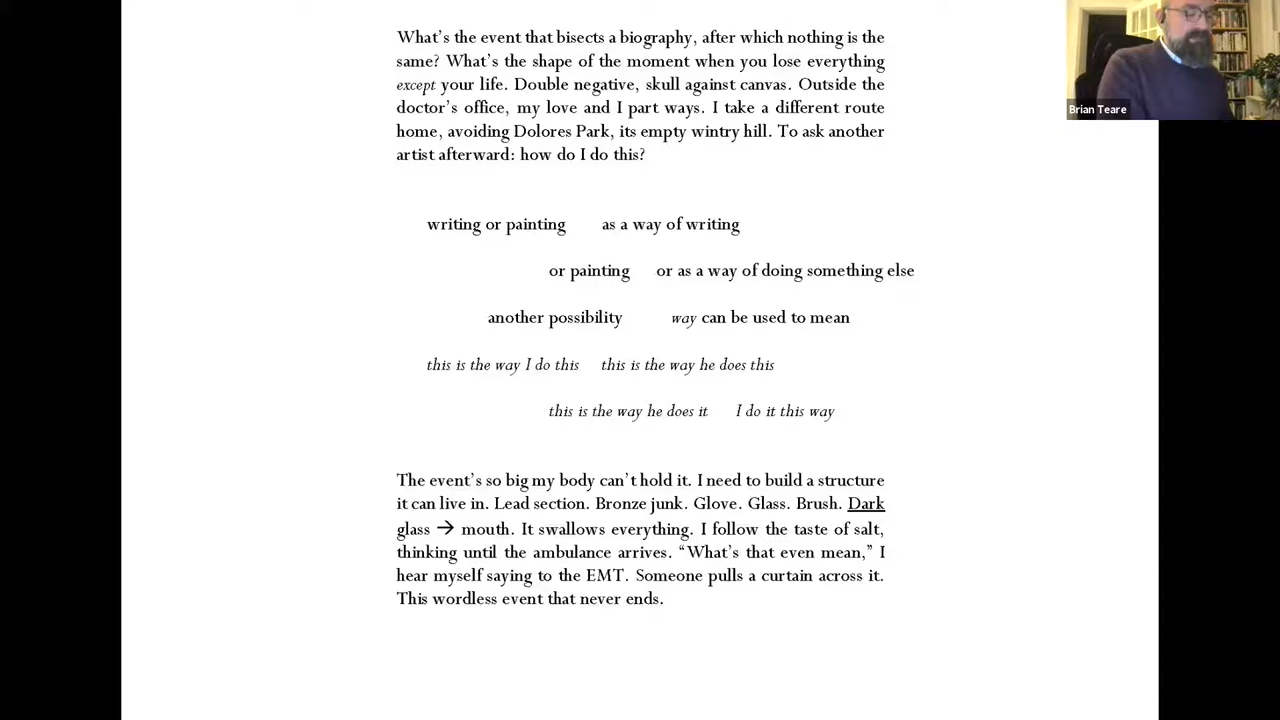 What's the event that bisects a biography, after which nothing is the
same? What's the shape of the moment when you lose everything
except your life. Double negative, skull against canvas. Outside the
doctor's office, my love and I part ways. I take a different route
home, avoiding Dolores Park, its empty wintry hill. To ask another
artist afterward: how do I do this?
writing or painting as a way of writing
or painting or as a way of doing something else
another possibility way can be used to mean
this is the way I do this this is the way he does this
this is the way he does it I do it this way
The event's so big my body can't hold it. I need to build a structure
it can live in. Lead section. Bronze junk. Glove. Glass. Brush. Dark
glass → mouth. It swallows everything. I follow the taste of salt,
thinking until the ambulance arrives. “What's that even mean,” I
hear myself saying to the EMT. Someone pulls a curtain across it.
This wordless event that never ends.
Brian Teare